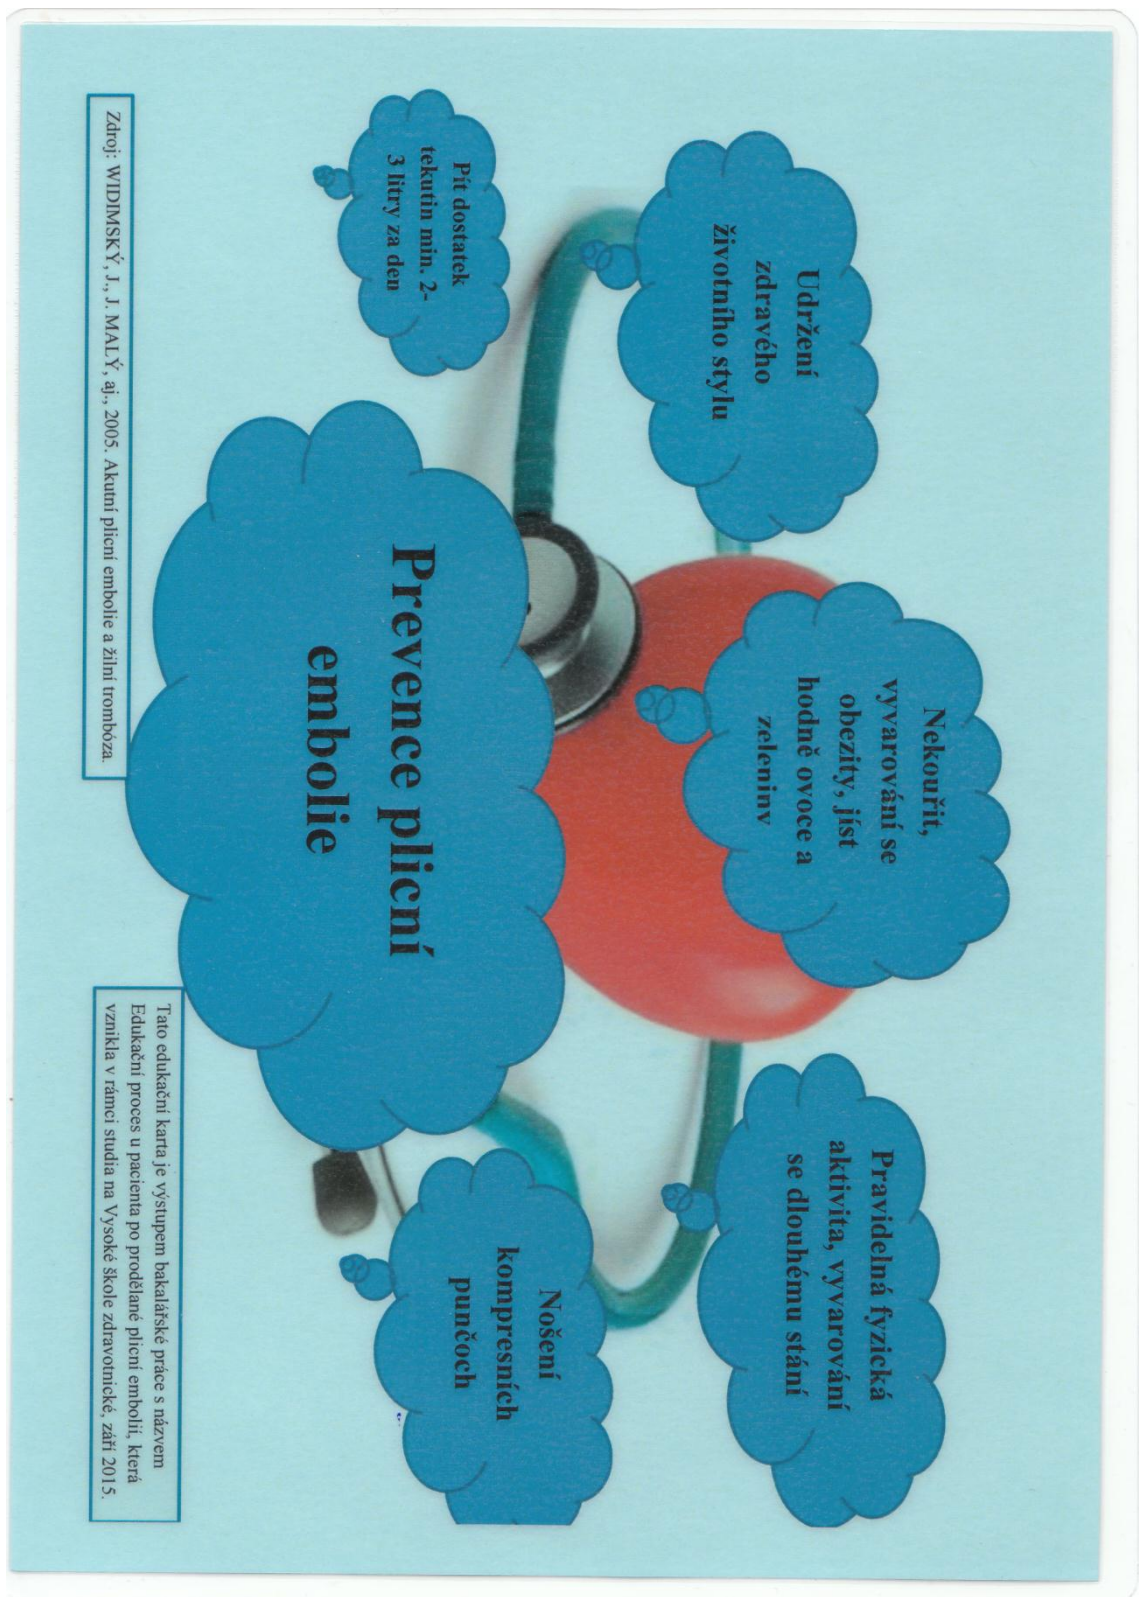 Udržení
zdravého
životního stylu
Nekouřit,
vyvarování se
obezity, jíst
hodně ovoce a
zeleniny
Pravidelná fyzická
aktivita, vyvarování
se dlouhému stání
Pít dostatek
tekutin min. 2-
3 litry za den
Prevence plicní
embolie
Nošení
kompresních
punčoch
Zdroj: WIDIMSKÝ, J., J. MALÝ, aj., 2005. Akutní plicní embolie a žilní trombóza.
Tato edukační karta je výstupem bakalářské práce s názvem
Edukační proces u pacienta po prodělané plicní embolii, která
vznikla v rámci studia na Vysoké škole zdravotnické, září 2015.